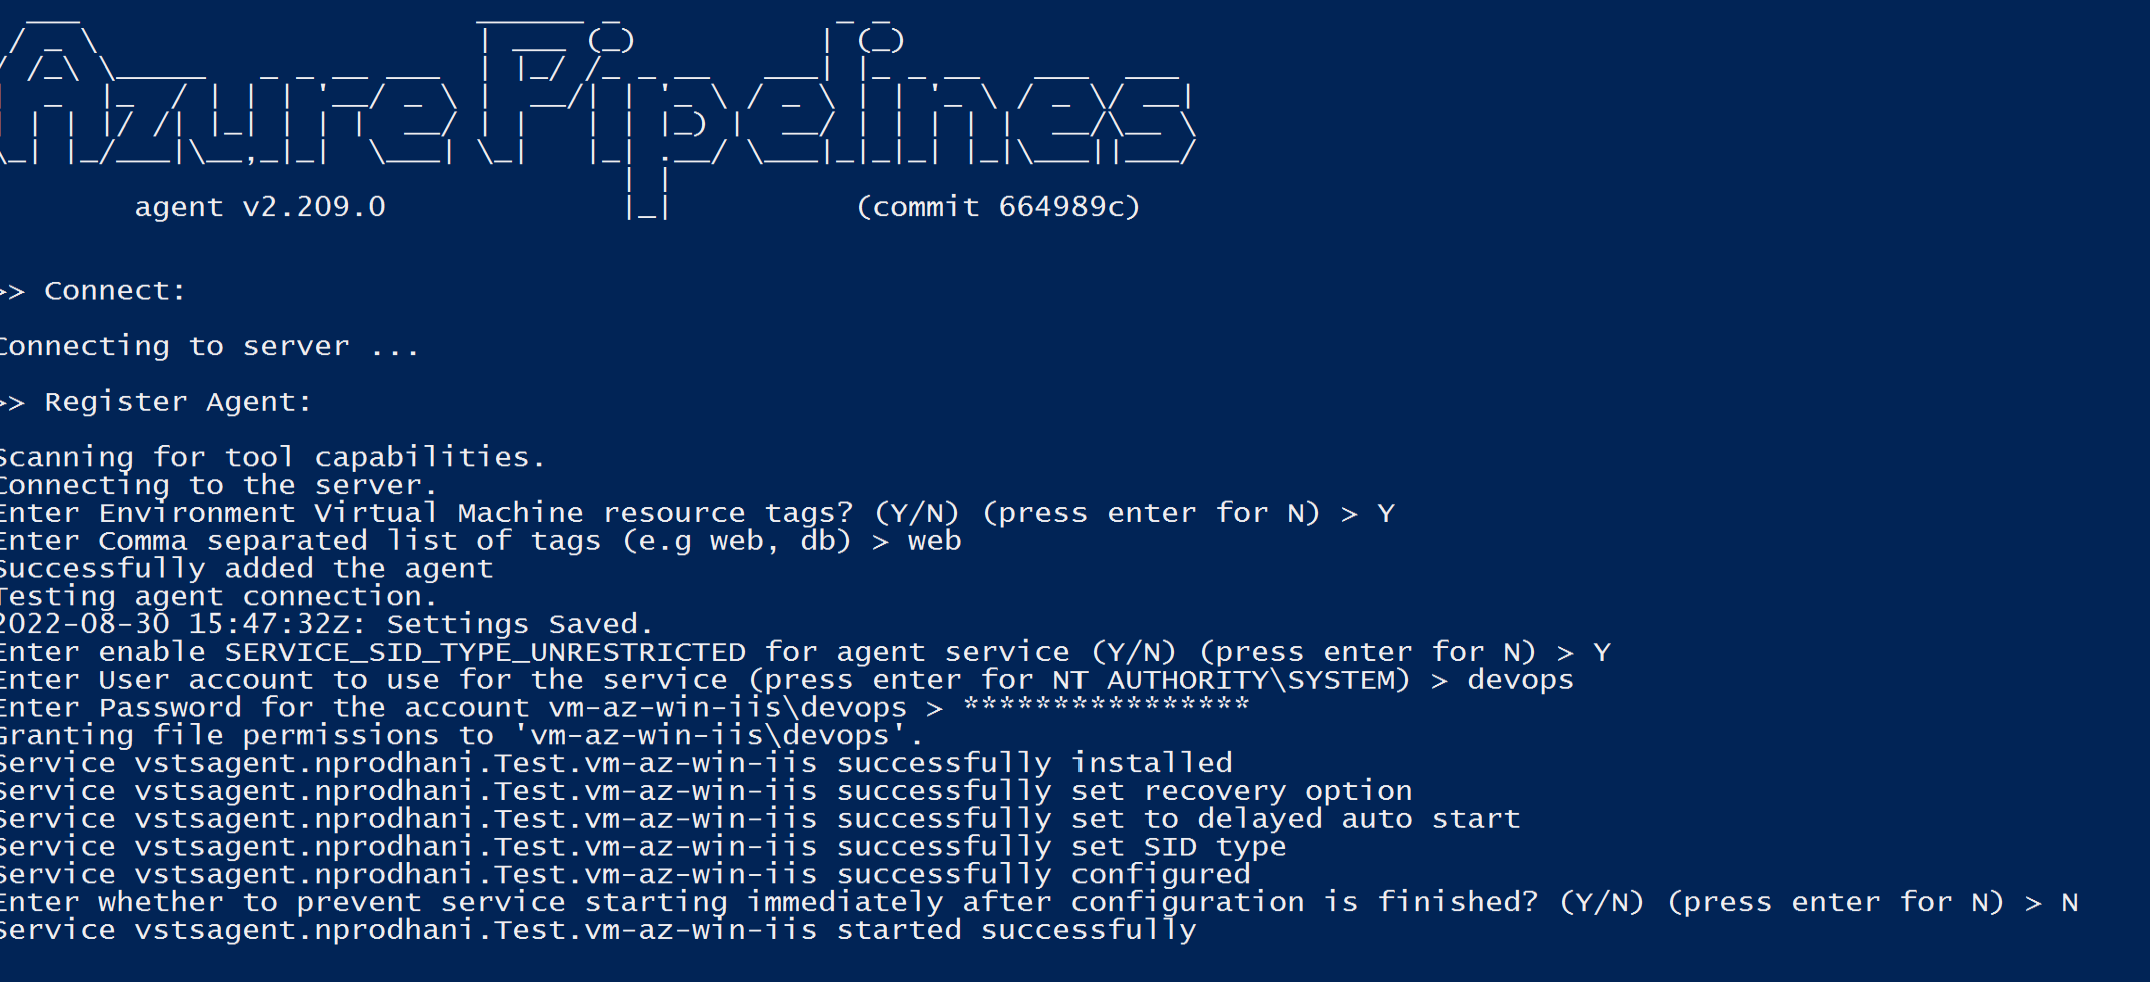 Azure Pipelines
agent v2.209.0 (commit 664989c)
>> Connect:
Connecting to server ...
>> Register Agent:
Scanning for tool capabilities.
Connecting to the server.
Enter Environment Virtual Machine resource tags? (Y/N) (press enter for N) > Y
Enter Comma separated list of tags (e.g web, db) > web
Successfully added the agent
Testing agent connection.
2022-08-30 15:47:32Z: Settings Saved.
Enter enable SERVICE_SID_TYPE_UNRESTRICTED for agent service (Y/N) (press enter for N) > Y
Enter User account to use for the service (press enter for NT AUTHORITY\SYSTEM) > devops
Enter Password for the account vm-az-win-iis\devops > ****************
Granting file permissions to 'vm-az-win-iis\devops'.
Service vstsagent.nprodhani.Test.vm-az-win-iis successfully installed
Service vstsagent.nprodhani.Test.vm-az-win-iis successfully set recovery option
Service vstsagent.nprodhani.Test.vm-az-win-iis successfully set to delayed auto start
Service vstsagent.nprodhani.Test.vm-az-win-iis successfully set SID type
Service vstsagent.nprodhani.Test.vm-az-win-iis successfully configured
Enter whether to prevent service starting immediately after configuration is finished? (Y/N) (press enter for N) > N
Service vstsagent.nprodhani.Test.vm-az-win-iis started successfully